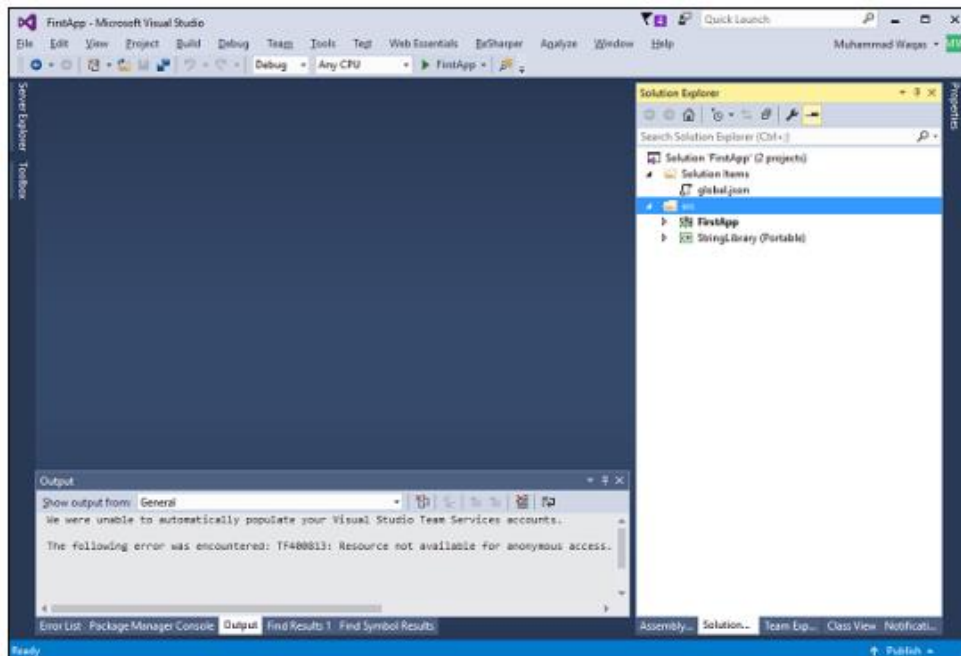 FirstApp - Microsoft Visual Studio
4
Quick Launch
File Edit View Project Build Debug Team Tools Test Web Essentials ReSharper Analyze Window Help
Muhammad Waqas
MW
Debug Any CPU FirstApp
Server Explorer
Toolbox
Solution Explorer
Search Solution Explorer (Ctrl+;)
Solution 'FirstApp' (2 projects)
Solution Items
global.json
src
FirstApp
StringLibrary (Portable)
Properties
Output
Show output from: General
We were unable to automatically populate your Visual Studio Team Services accounts.
The following error was encountered: TF400813: Resource not available for anonymous access.
Error List Package Manager Console Output Find Results 1 Find Symbol Results
Assembly... Solution... Team Exp... Class View Notificati...
Ready
Publish